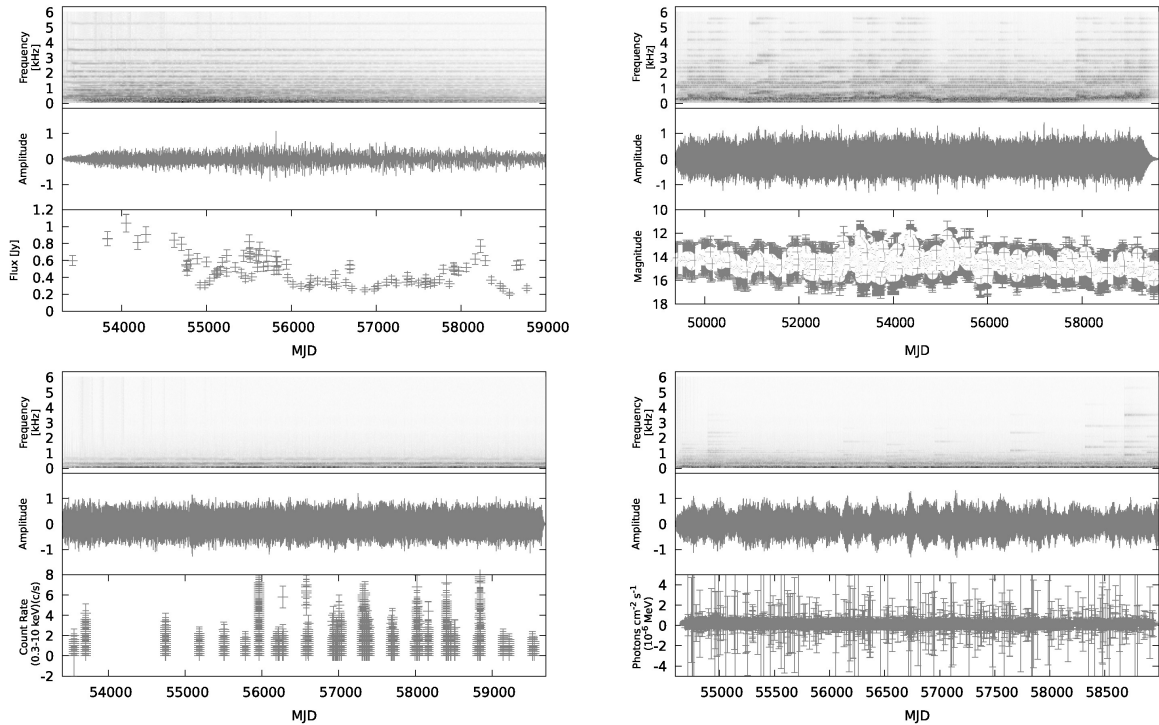 6
5
4
3
2
1
0
Frequency
[kHz]
1
0
-1
Amplitude
1.2
1
0.8
0.6
0.4
0.2
0
Flux [Jy]
54000 55000 56000 57000 58000 59000
MJD
6
5
4
3
2
1
0
Frequency
[kHz]
1
0
-1
Amplitude
10
12
14
16
18
Magnitude
50000 52000 54000 56000 58000
MJD
6
5
4
3
2
1
0
Frequency
[kHz]
1
0
-1
Amplitude
8
6
4
2
0
-2
Count Rate
(0.3-10 keV)(c/s)
54000 55000 56000 57000 58000 59000
MJD
6
5
4
3
2
1
0
Frequency
[kHz]
1
0
-1
Amplitude
4
2
0
-2
-4
Photons cm⁻² s⁻¹
(10⁻⁶ MeV)
55000 55500 56000 56500 57000 57500 58000 58500
MJD